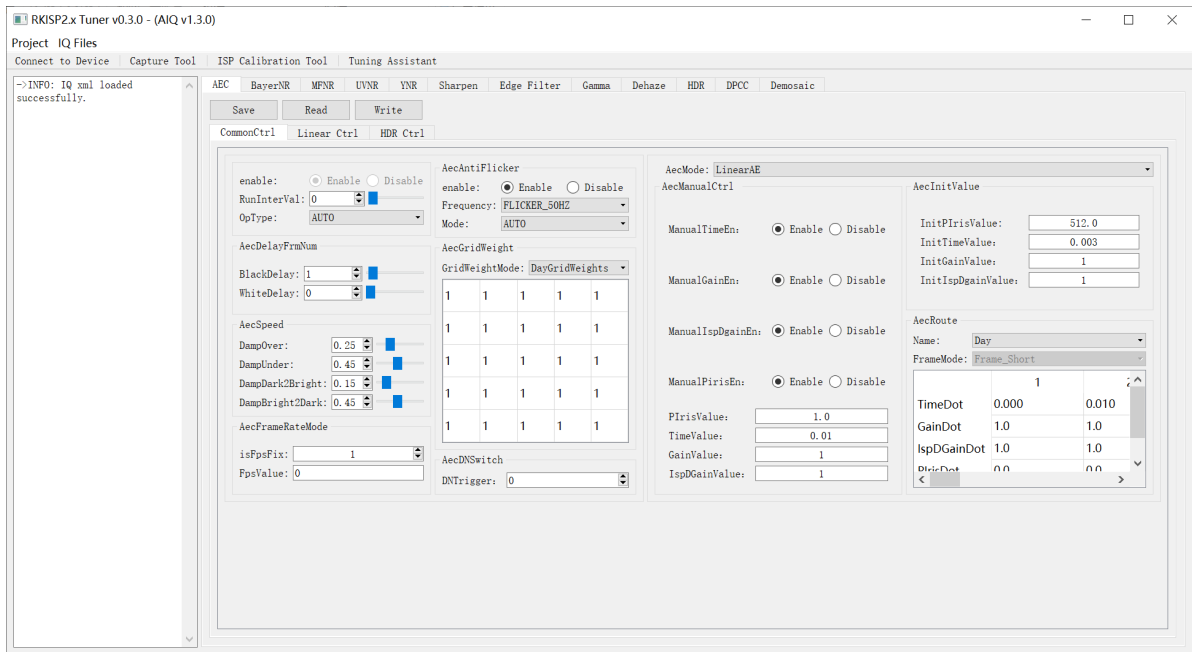 RKISP2.x Tuner v0.3.0 - (AIQ v1.3.0)
Project IQ Files
Connect to Device Capture Tool ISP Calibration Tool Tuning Assistant
->INFO: IQ xml loaded
successfully.
AEC BayerNR MFNR UVNR YNR Sharpen Edge Filter Gamma Dehaze HDR DPCC Demosaic
Save Read Write
CommonCtrl Linear Ctrl HDR Ctrl
enable: Enable Disable
RunInterVal: 0
OpType: AUTO
AecDelayFrmNum
BlackDelay: 1
WhiteDelay: 0
AecSpeed
DampOver: 0.25
DampUnder: 0.45
DampDark2Bright: 0.15
DampBright2Dark: 0.45
AecFrameRateMode
isFpsFix: 1
FpsValue: 0
AecAntiFlicker
enable: Enable Disable
Frequency: FLICKER_50HZ
Mode: AUTO
AecGridWeight
GridWeightMode: DayGridWeights
1 1 1 1 1
1 1 1 1 1
1 1 1 1 1
1 1 1 1 1
1 1 1 1 1
AecDNSwitch
DNTrigger: 0
AecMode: LinearAE
AecManualCtrl
ManualTimeEn: Enable Disable
ManualGainEn: Enable Disable
ManualIspDgainEn: Enable Disable
ManualPirisEn: Enable Disable
PIrisValue: 1.0
TimeValue: 0.01
GainValue: 1
IspDGainValue: 1
AecInitValue
InitPIrisValue: 512.0
InitTimeValue: 0.003
InitGainValue: 1
InitIspDgainValue: 1
AecRoute
Name: Day
FrameMode: Frame_Short
1
TimeDot 0.000 0.010
GainDot 1.0 1.0
IspDGainDot 1.0 1.0
PIrisDot 0.0 0.0